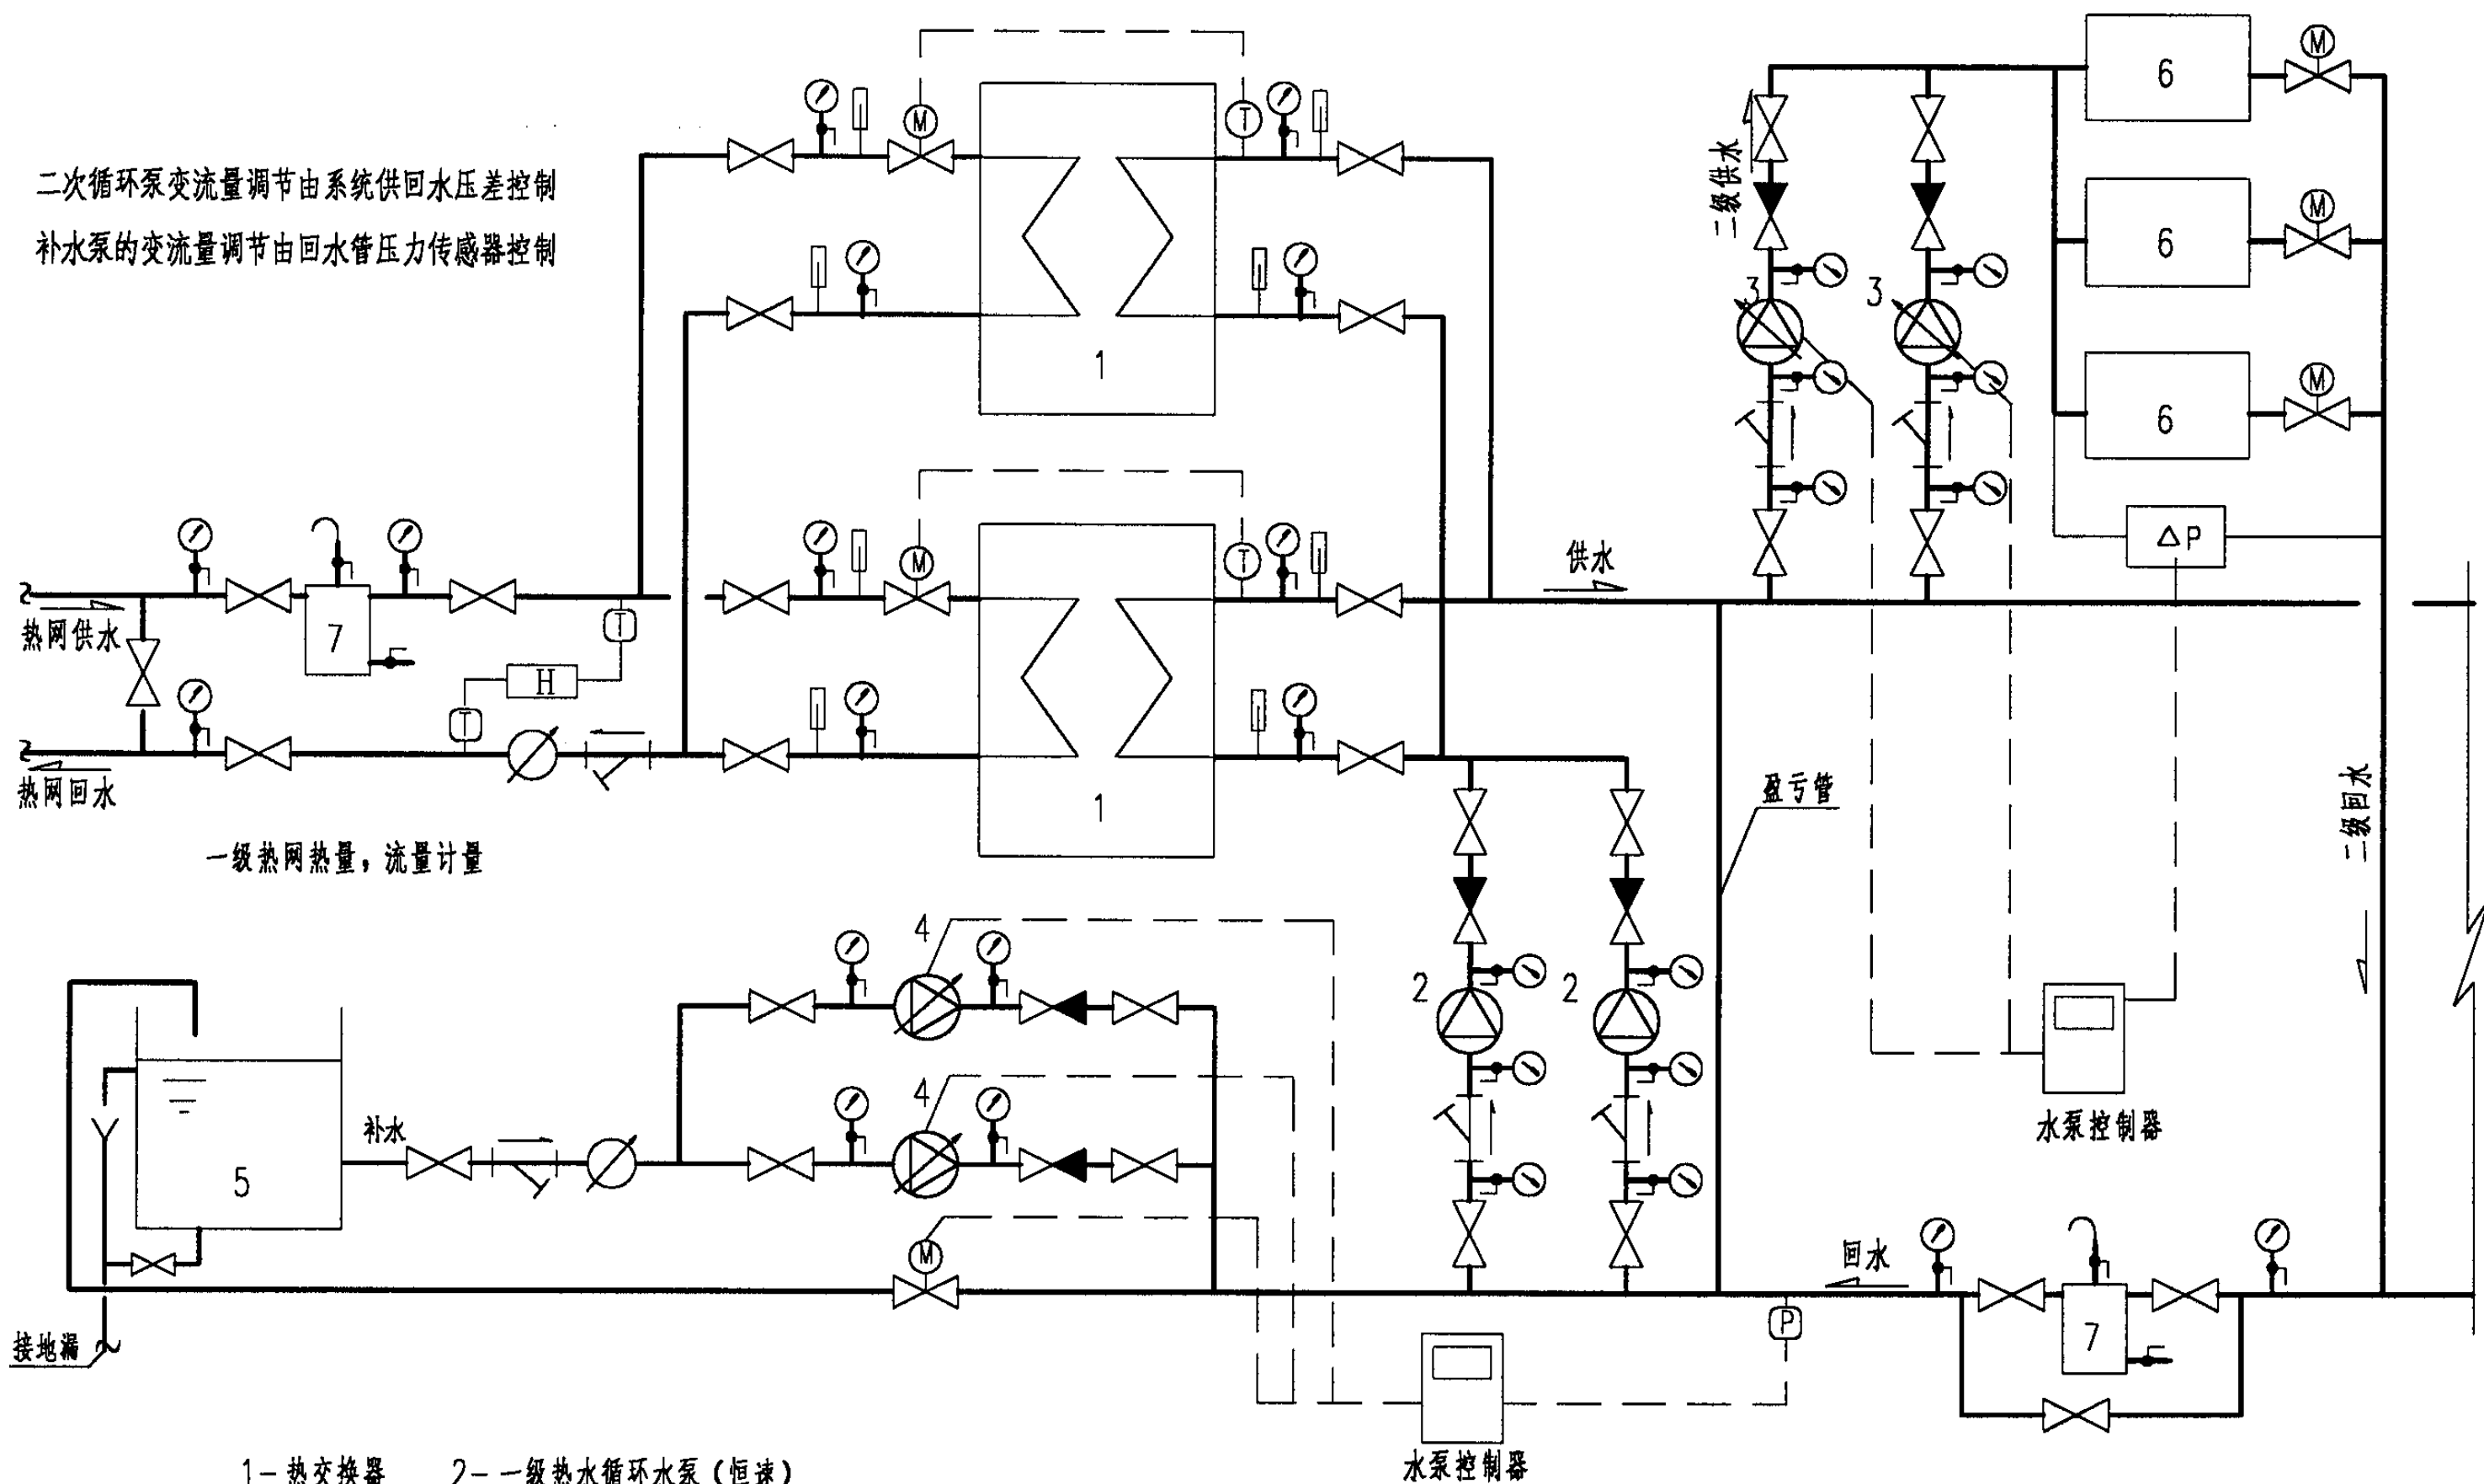 二次循环泵变流量调节由系统供回水压差控制
补水泵的变流量调节由回水管压力传感器控制
M
T
1
M
T
1
热网供水
7
T
H
T
热网回水
一级热网热量，流量计量
供水
二级供水
3
3
6
M
6
M
6
M
△P
盈亏管
二级回水
4
4
2
2
水泵控制器
补水
5
M
接地漏
回水
P
7
水泵控制器
1-热交换器 2-一级热水循环水泵(恒速)